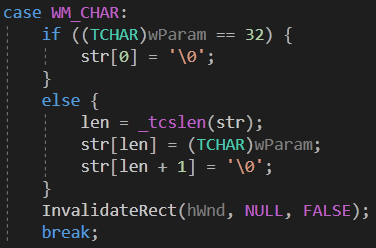 case WM_CHAR:
    if ((TCHAR)wParam == 32) {
        str[0] = '\0';
    }
    else {
        len = _tcslen(str);
        str[len] = (TCHAR)wParam;
        str[len + 1] = '\0';
    }
    InvalidateRect(hWnd, NULL, FALSE);
    break;